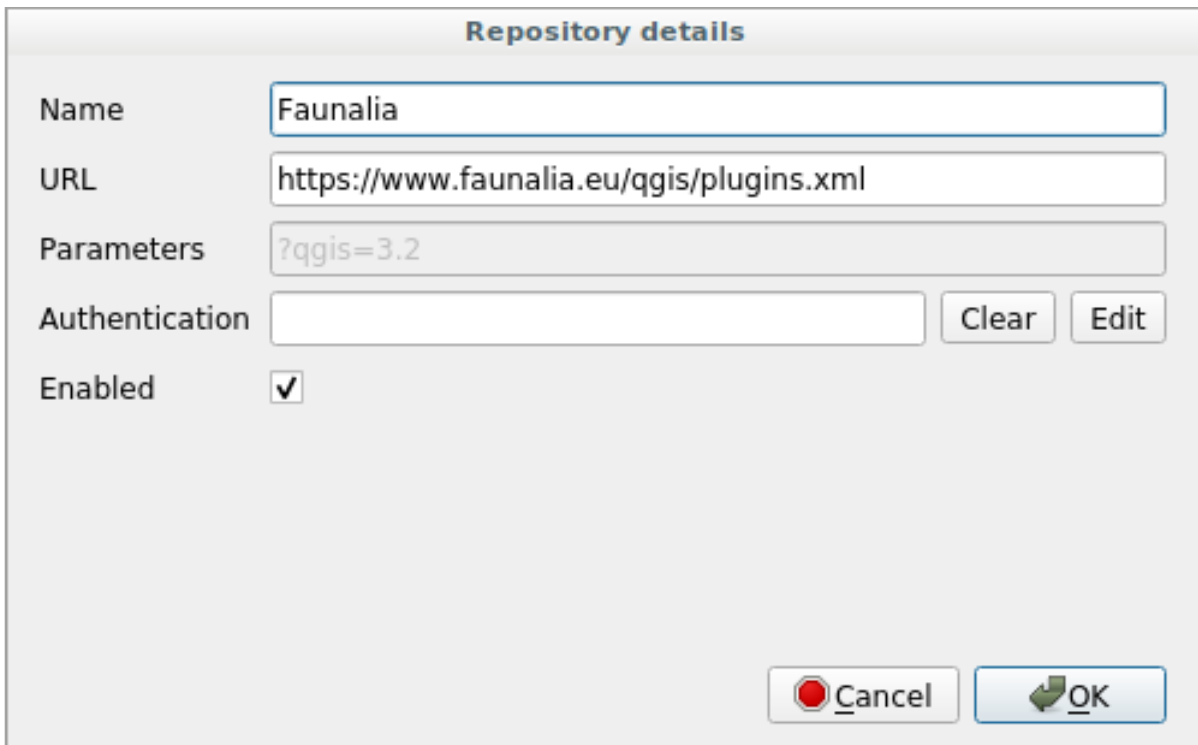 Repository details
Name Faunalia
URL https://www.faunalia.eu/qgis/plugins.xml
Parameters ?qgis=3.2
Authentication Clear Edit
Enabled
Cancel OK